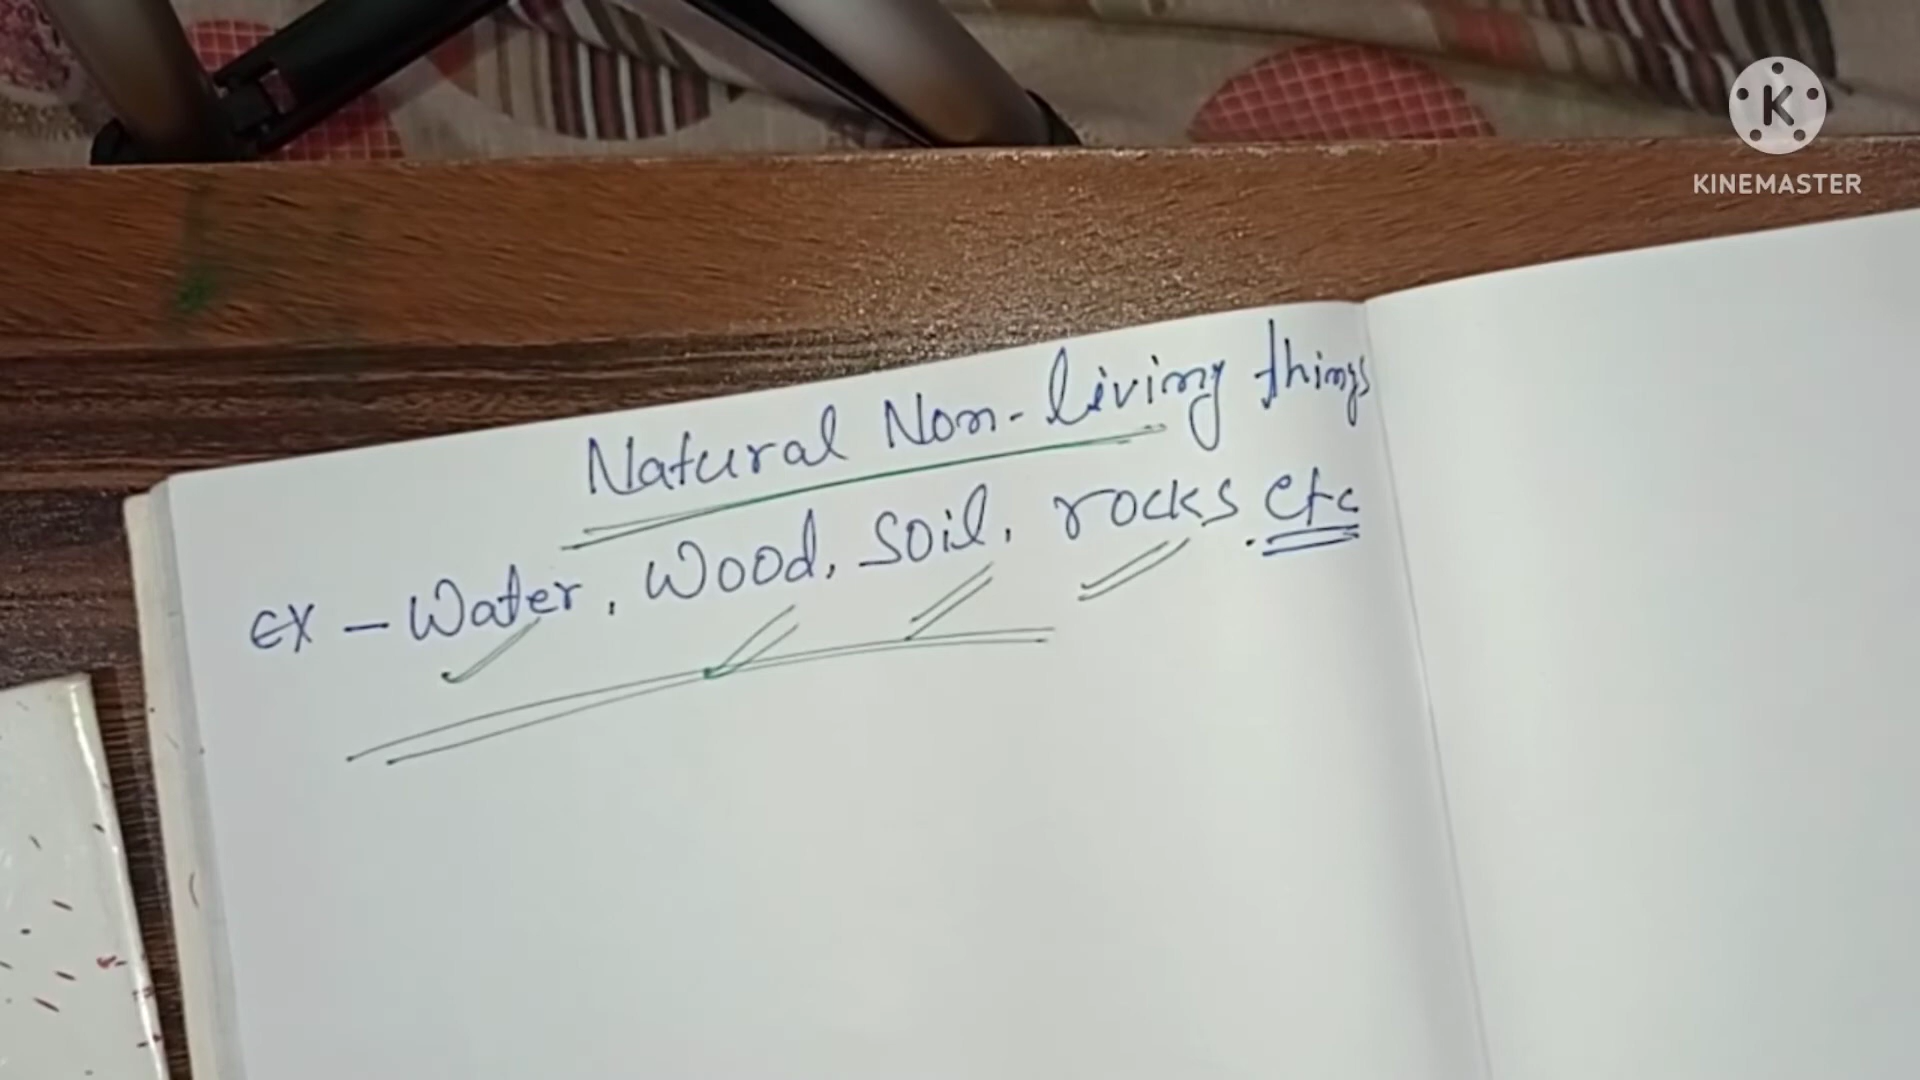 K
KINEMASTER
Natural Non-living things
EX - Water, Wood, Soil, rocks etc